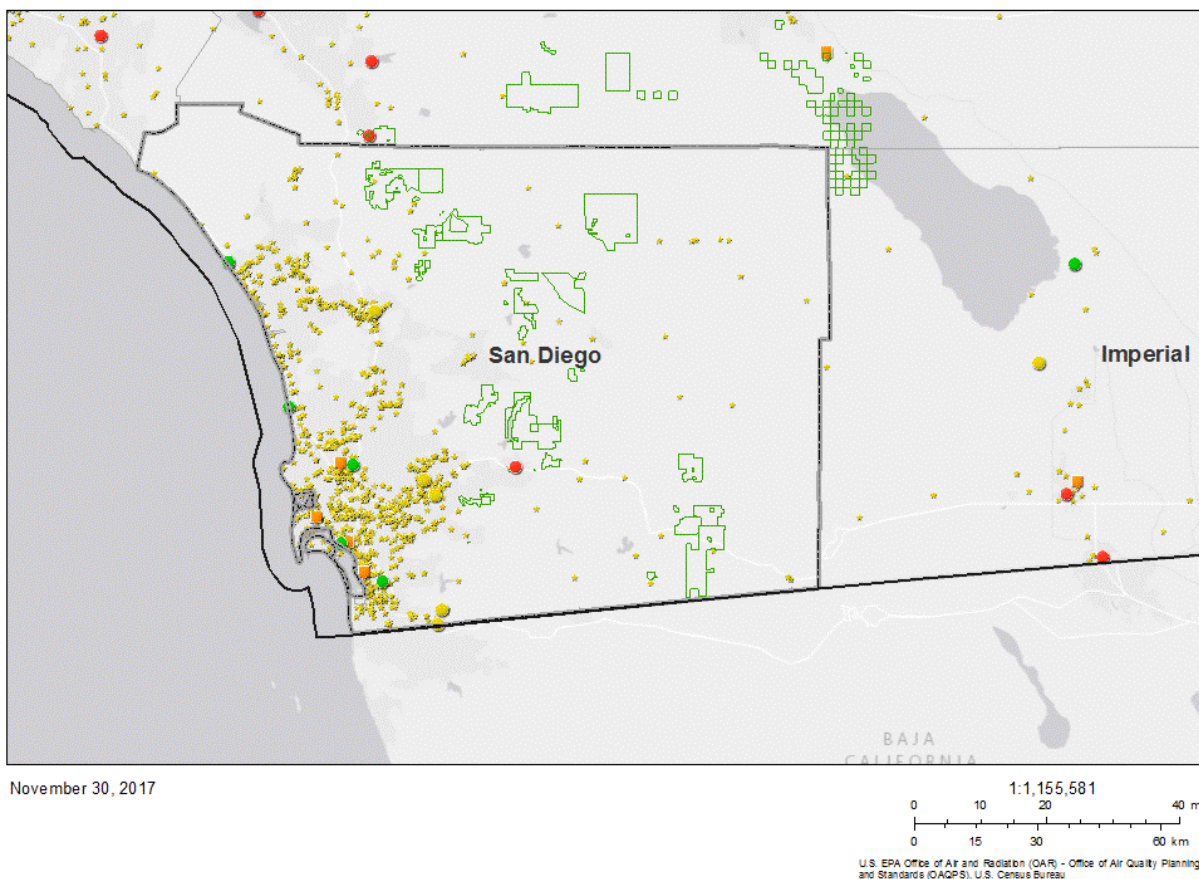 San Diego
Imperial
BAJA
CALIFORNIA
November 30, 2017
1:1,155,581
0 10 20 40 m
0 15 30 60 km
U.S. EPA Office of Air and Radiation (OAR) - Office of Air Quality Planning
and Standards (OAQPS), U.S. Census Bureau